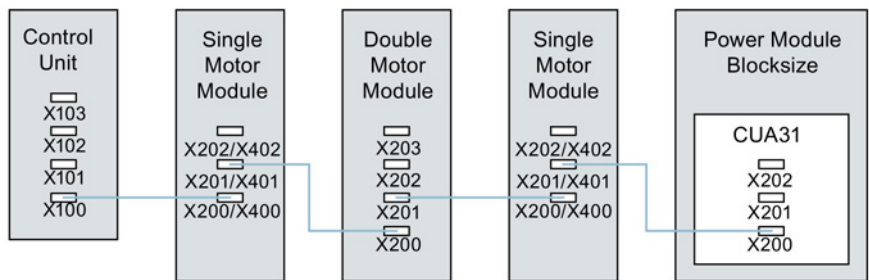 Control
Unit
X103
X102
X101
X100
Single
Motor
Module
X202/X402
X201/X401
X200/X400
Double
Motor
Module
X203
X202
X201
X200
Single
Motor
Module
X202/X402
X201/X401
X200/X400
Power Module
Blocksize
CUA31
X202
X201
X200